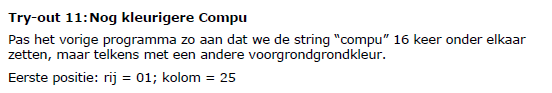 Try-out 11: Nog kleurigere Compu
Pas het vorige programma zo aan dat we de string “compu” 16 keer onder elkaar
zetten, maar telkens met een andere voorgrondgrondkleur.
Eerste positie: rij = 01; kolom = 25